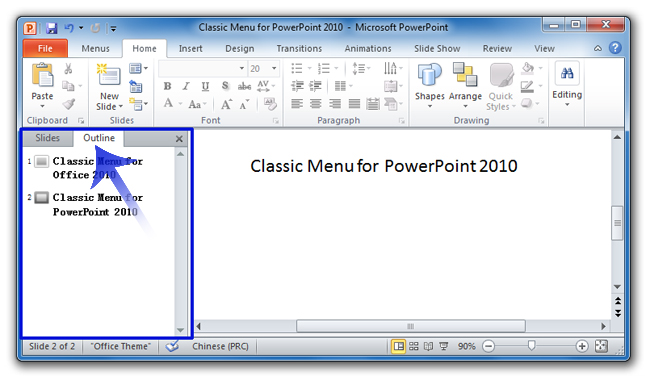 Classic Menu for PowerPoint 2010 - Microsoft PowerPoint
File Menus Home Insert Design Transitions Animations Slide Show Review View
Paste New Slide 20 Shapes Arrange Quick Styles Editing
B I U S abc AV
A Aa A A
Clipboard Slides Font Paragraph Drawing
Slides Outline
1 Classic Menu for
Office 2010
2 Classic Menu for
PowerPoint 2010
Classic Menu for PowerPoint 2010
Slide 2 of 2 "Office Theme" Chinese (PRC) 90%